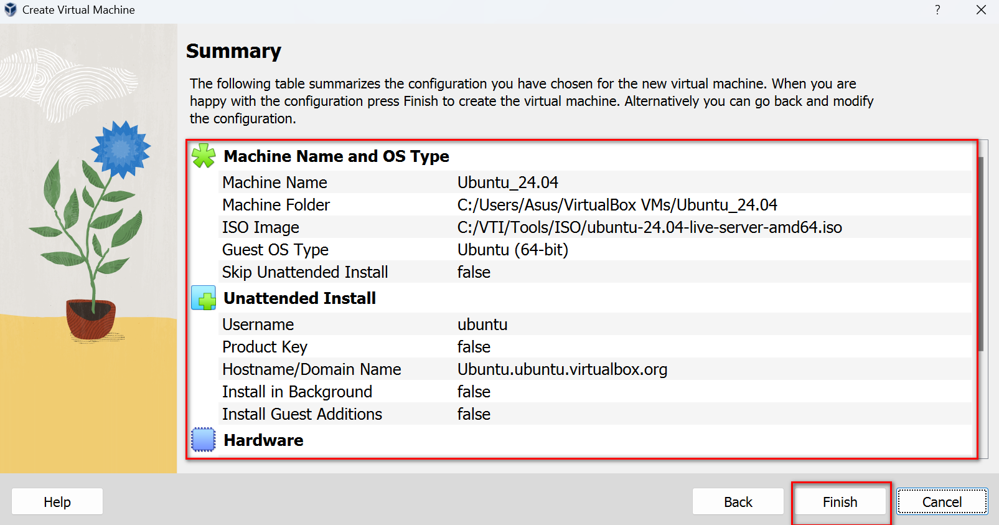 Create Virtual Machine
?
Summary
The following table summarizes the configuration you have chosen for the new virtual machine. When you are
happy with the configuration press Finish to create the virtual machine. Alternatively you can go back and modify
the configuration.
Machine Name and OS Type
Machine Name Ubuntu_24.04
Machine Folder C:/Users/Asus/VirtualBox VMs/Ubuntu_24.04
ISO Image C:/VTI/Tools/ISO/ubuntu-24.04-live-server-amd64.iso
Guest OS Type Ubuntu (64-bit)
Skip Unattended Install false
Unattended Install
Username ubuntu
Product Key false
Hostname/Domain Name Ubuntu.ubuntu.virtualbox.org
Install in Background false
Install Guest Additions false
Hardware
Help Back Finish Cancel